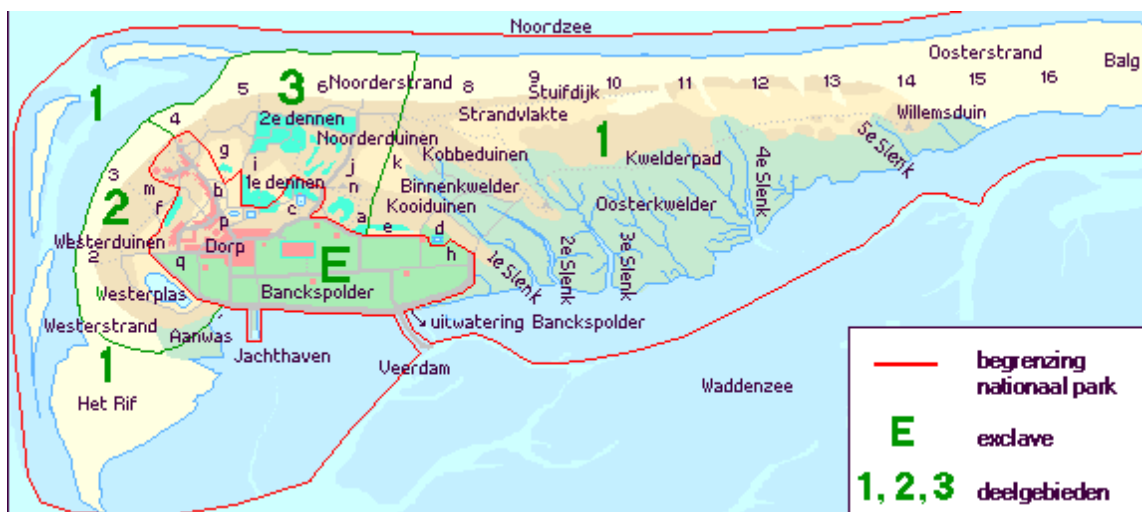 Noordzee
Oosterstrand
Balg
1
3
5
6
Noorderstrand
8
9
10
11
12
13
14
15
16
Stuifdijk
Strandvlakte
Willemsduin
4
2e dennen
Noorderduinen
1
5e Slenk
g
i
j
k
Kobbeduinen
Kwelderpad
4e Slenk
3
m
b
1e dennen
n
Binnenkwelder
2
f
p
c
a
Kooiduinen
Oosterkwelder
e
d
Westerduinen
Dorp
2
q
E
h
1e Slenk
2e Slenk
3e Slenk
Westerplas
Banckspolder
Westerstrand
Aanwas
uitwatering Banckspolder
1
Jachthaven
Veerdam
Waddenzee
Het Rif
begrenzing
nationaal park
E exclave
1, 2, 3 deelgebieden